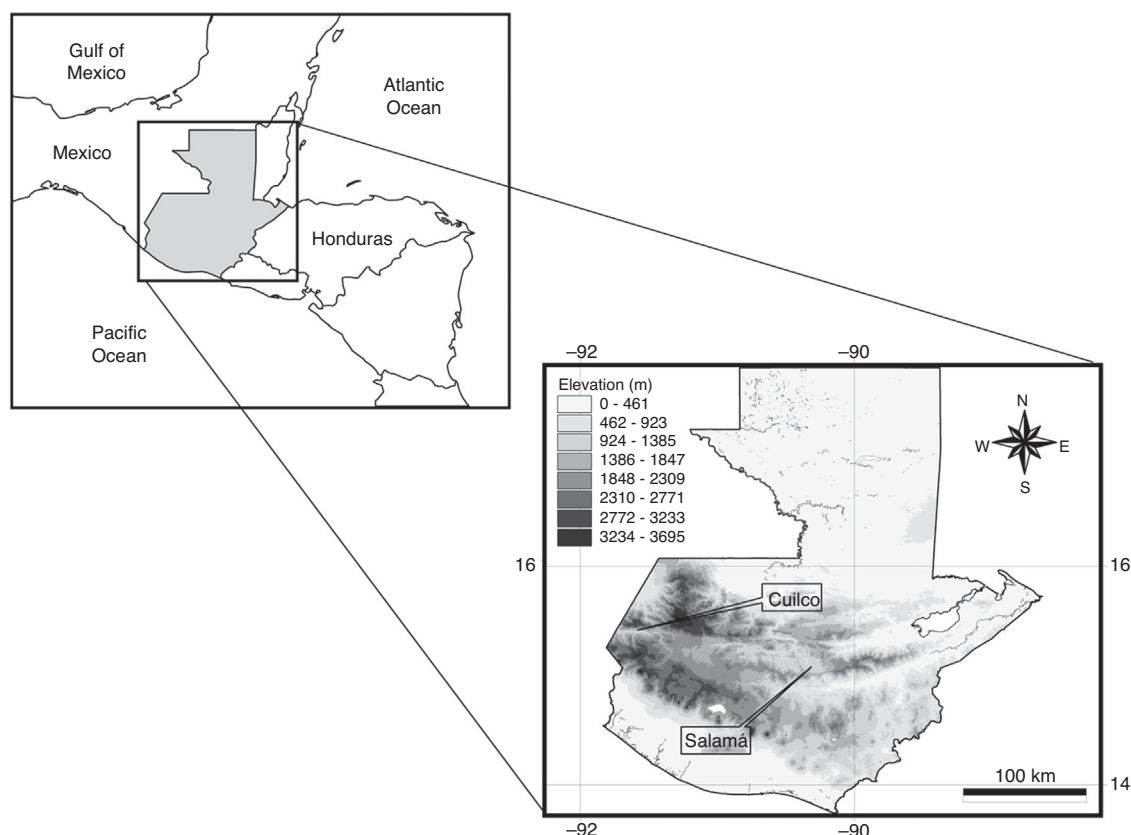 Gulf of
Mexico
Atlantic
Ocean
Mexico
Honduras
Pacific
Ocean
–92
–90
Elevation (m)
0 - 461
462 - 923
924 - 1385
1386 - 1847
1848 - 2309
2310 - 2771
2772 - 3233
3234 - 3695
N
W E
S
16 16
Cuilco
Salamá
100 km
14
–92
–90